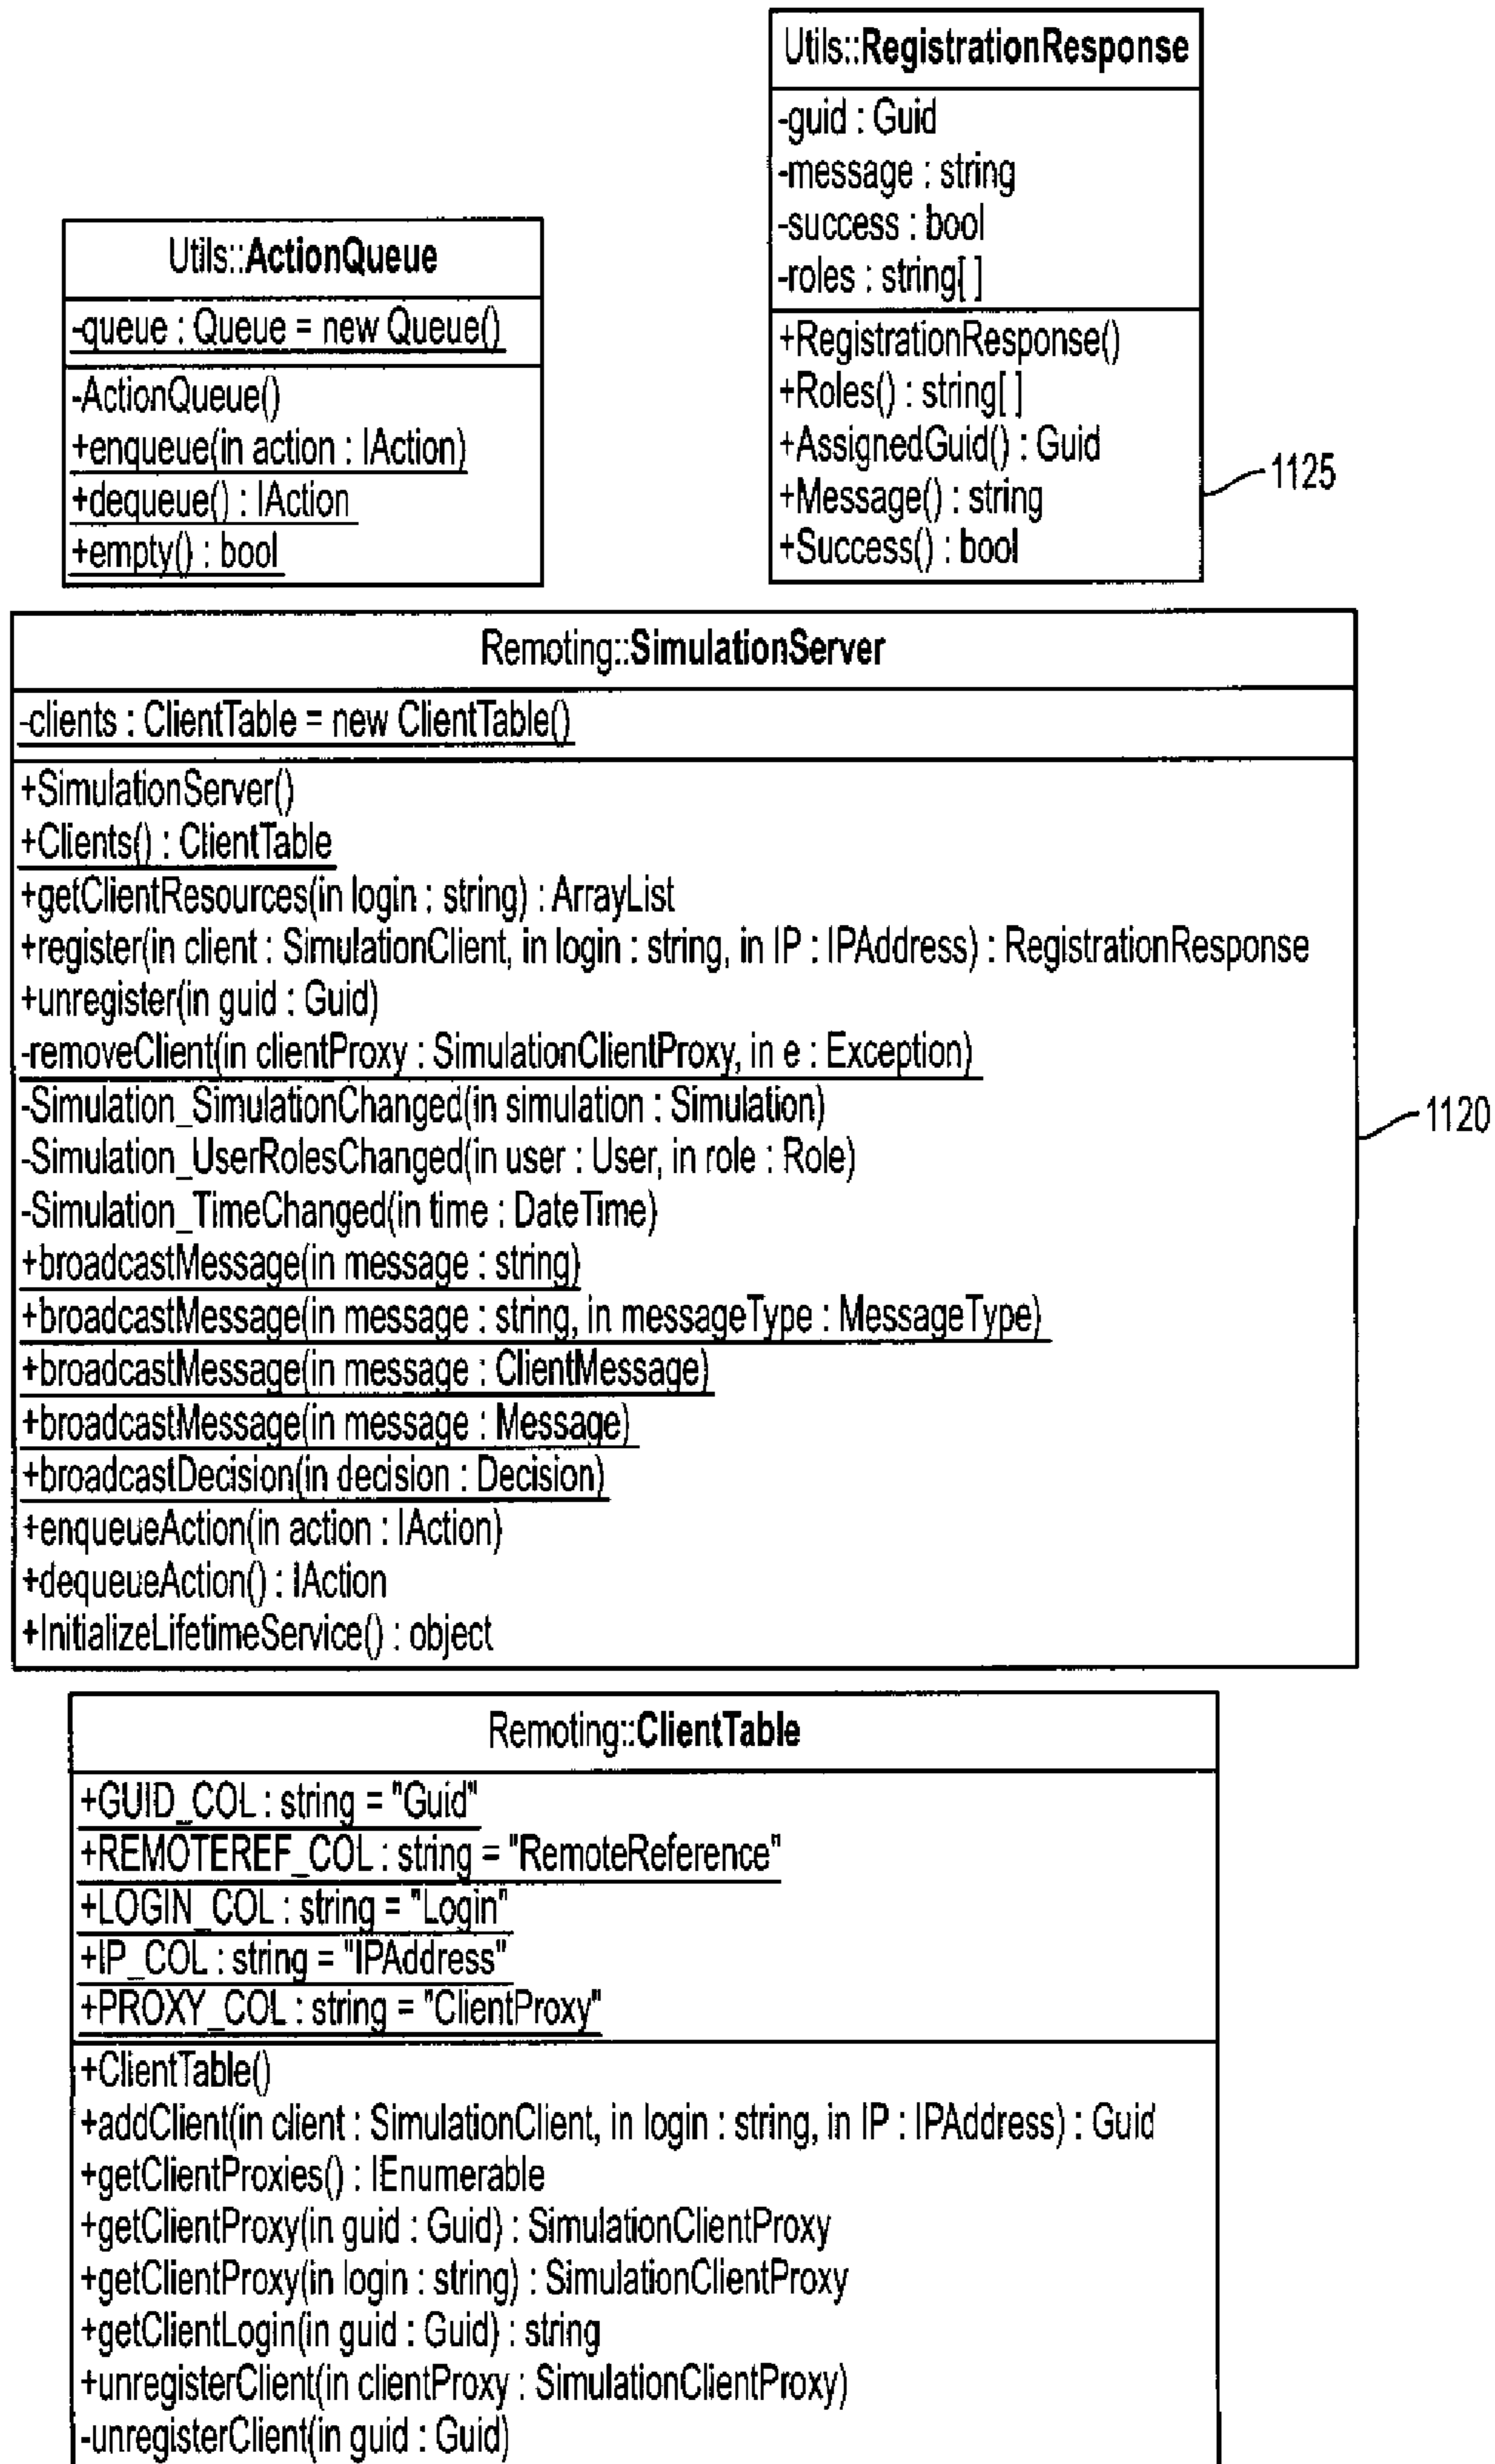 Utils::RegistrationResponse
-guid : Guid
-message : string
-success : bool
-roles : string[ ]
+RegistrationResponse()
+Roles() : string[ ]
+AssignedGuid() : Guid
+Message() : string
+Success() : bool
1125
Utils::ActionQueue
-queue : Queue = new Queue()
-ActionQueue()
+enqueue(in action : IAction)
+dequeue() : IAction
+empty() : bool
Remoting::SimulationServer
-clients : ClientTable = new ClientTable()
+SimulationServer()
+Clients() : ClientTable
+getClientResources(in login : string) : ArrayList
+register(in client : SimulationClient, in login : string, in IP : IPAddress) : RegistrationResponse
+unregister(in guid : Guid)
-removeClient(in clientProxy : SimulationClientProxy, in e : Exception)
-Simulation_SimulationChanged(in simulation : Simulation)
-Simulation_UserRolesChanged(in user : User, in role : Role)
-Simulation_TimeChanged(in time : DateTime)
+broadcastMessage(in message : string)
+broadcastMessage(in message : string, in messageType : MessageType)
+broadcastMessage(in message : ClientMessage)
+broadcastMessage(in message : Message)
+broadcastDecision(in decision : Decision)
+enqueueAction(in action : IAction)
+dequeueAction() : IAction
+InitializeLifetimeService() : object
1120
Remoting::ClientTable
+GUID_COL : string = "Guid"
+REMOTEREF_COL : string = "RemoteReference"
+LOGIN_COL : string = "Login"
+IP_COL : string = "IPAddress"
+PROXY_COL : string = "ClientProxy"
+ClientTable()
+addClient(in client : SimulationClient, in login : string, in IP : IPAddress) : Guid
+getClientProxies() : IEnumerable
+getClientProxy(in guid : Guid) : SimulationClientProxy
+getClientProxy(in login : string) : SimulationClientProxy
+getClientLogin(in guid : Guid) : string
+unregisterClient(in clientProxy : SimulationClientProxy)
-unregisterClient(in guid : Guid)